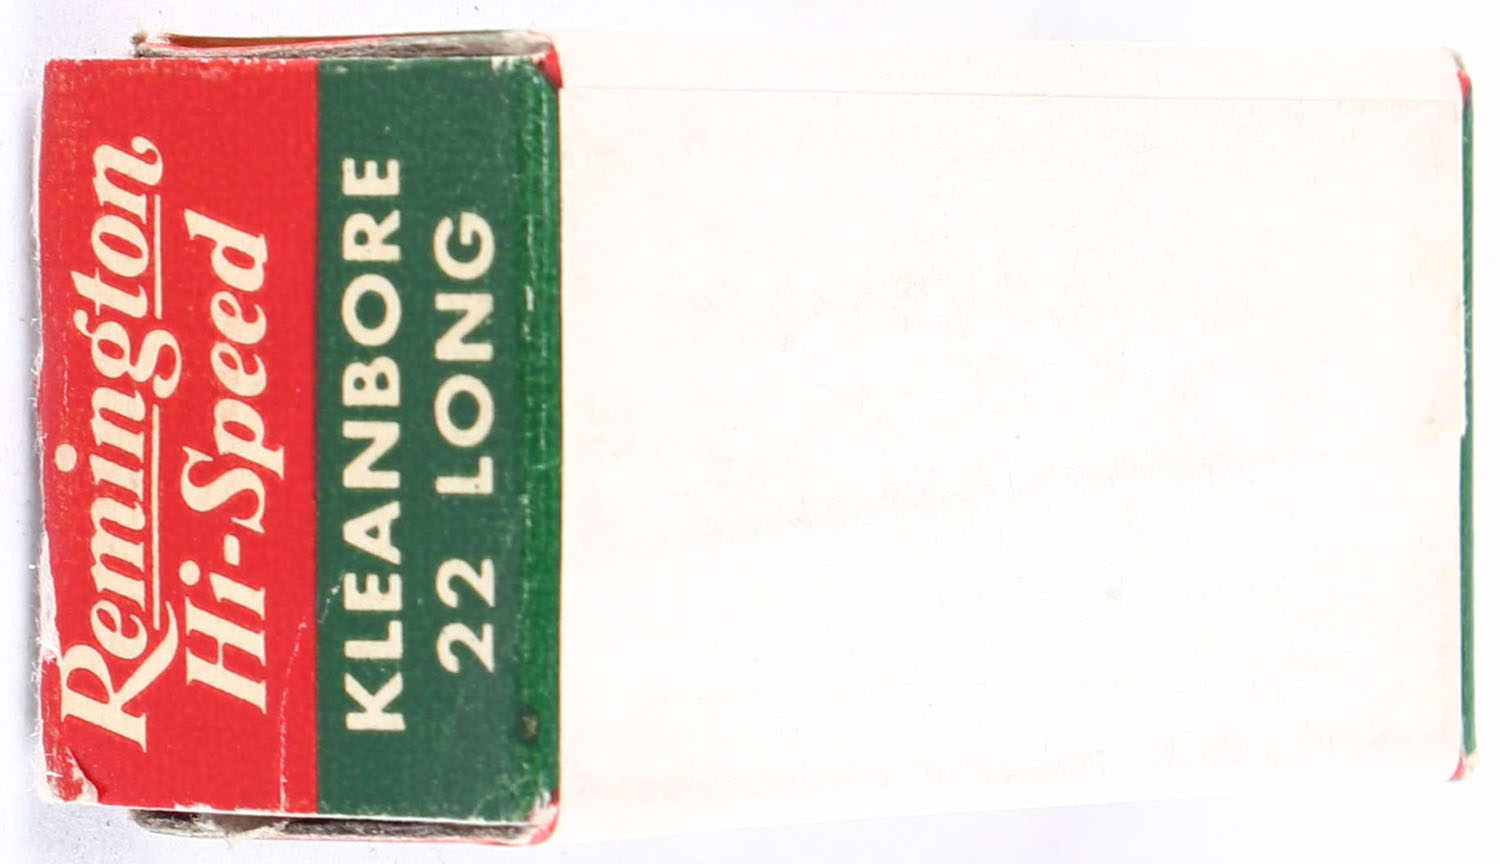 Remington
Hi-Speed
KLEANBORE
22 LONG